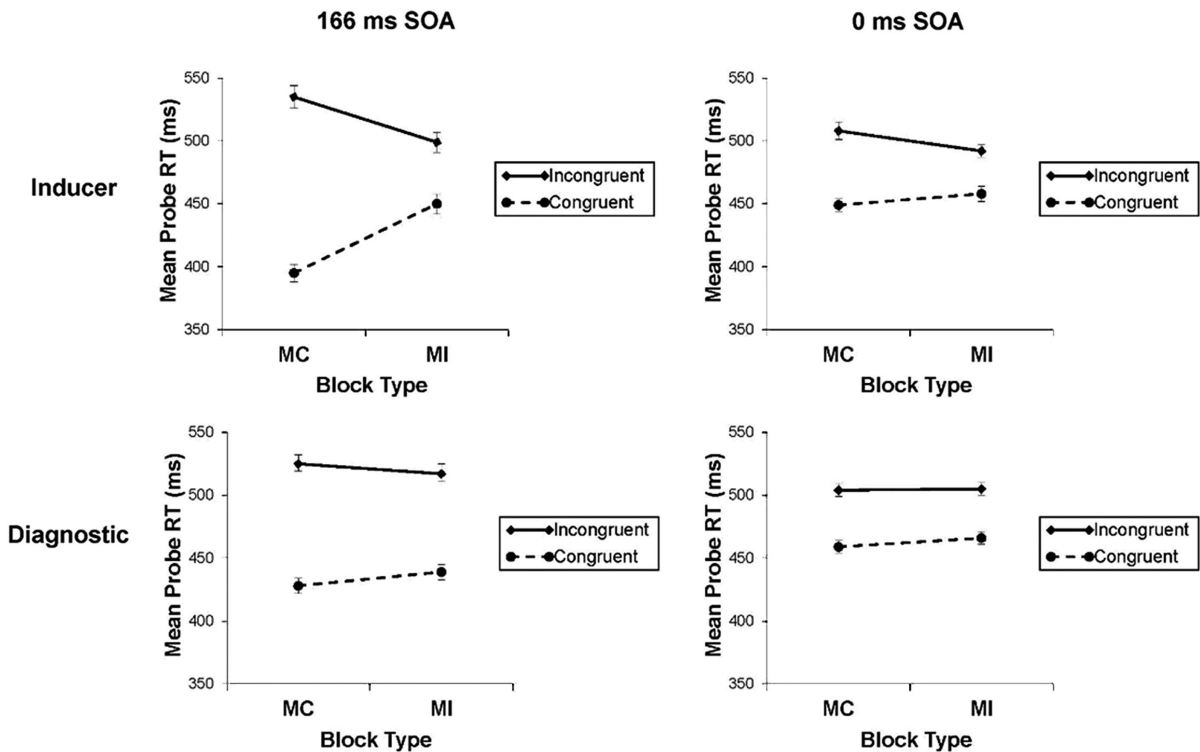 166 ms SOA
0 ms SOA
Inducer
Mean Probe RT (ms)
550
500
450
400
350
MC
MI
Block Type
Incongruent
Congruent
Mean Probe RT (ms)
550
500
450
400
350
MC
MI
Block Type
Incongruent
Congruent
Diagnostic
Mean Probe RT (ms)
550
500
450
400
350
MC
MI
Block Type
Incongruent
Congruent
Mean Probe RT (ms)
550
500
450
400
350
MC
MI
Block Type
Incongruent
Congruent